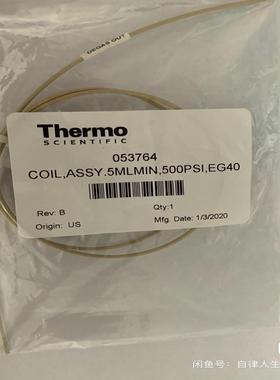 DEGAS OUT
Thermo
SCIENTIFIC
053764
COIL,ASSY.5MLMIN,500PSI,EG40
Rev: B
Qty:1
Origin: US
Mfg. Date: 1/3/2020
闲鱼号：自律人生